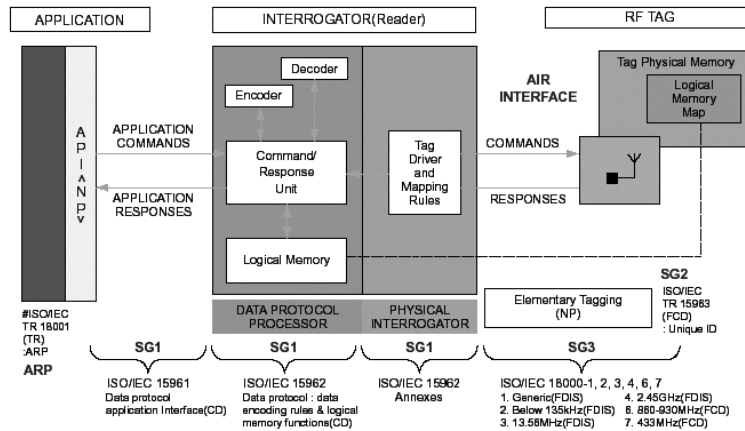 APPLICATION
INTERROGATOR(Reader)
RF TAG
Tag Physical Memory
Logical
Memory
Map
Decoder
Encoder
AIR
INTERFACE
A P I <N P>
APPLICATION
COMMANDS
Command/
Response
Unit
Tag
Driver
and
Mapping
Rules
COMMANDS
APPLICATION
RESPONSES
RESPONSES
Logical Memory
DATA PROTOCOL
PROCESSOR
PHYSICAL
INTERROGATOR
Elementary Tagging
(NP)
SG2
ISO/IEC
TR 15963
(FCD)
: Unique ID
#ISO/IEC
TR 18001
(TR)
:ARP
ARP
SG1
SG1
SG1
SG3
ISO/IEC 15961
Data protocol
application Interface(CD)
ISO/IEC 15962
Data protocol : data
encoding rules & logical
memory functions(CD)
ISO/IEC 15962
Annexes
ISO/IEC 18000-1, 2, 3, 4, 6, 7
1. Generic(FDIS)
2. Below 135kHz(FDIS)
3. 13.56MHz(FDIS)
4. 2.45GHz(FDIS)
6. 860-930MHz(FCD)
7. 433MHz(FCD)